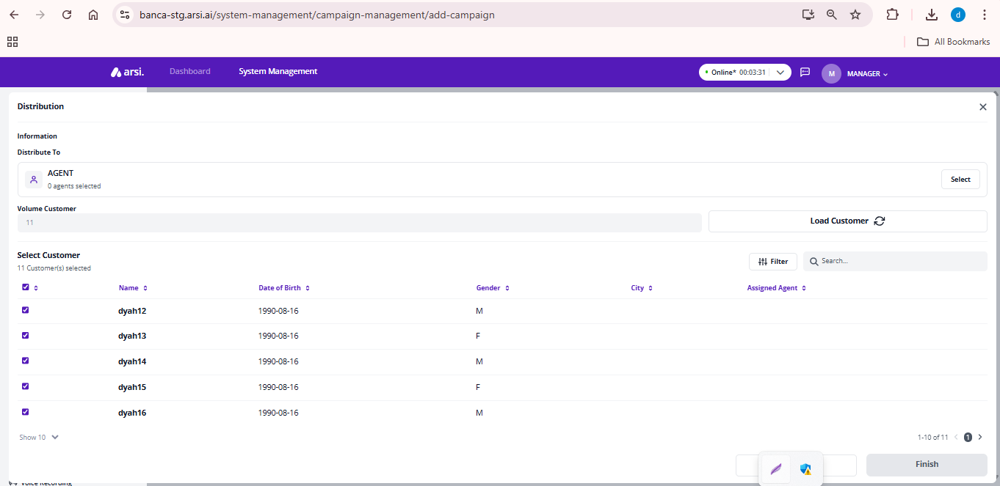 banca-stg.arsi.ai/system-management/campaign-management/add-campaign
d
All Bookmarks
arsi.
Dashboard
System Management
Online* 00:03:31
M
MANAGER
Distribution
Information
Distribute To
AGENT
0 agents selected
Select
Volume Customer
11
Load Customer
Select Customer
11 Customer(s) selected
Filter
Search...
Name Date of Birth Gender City Assigned Agent
dyah12 1990-08-16 M
dyah13 1990-08-16 F
dyah14 1990-08-16 M
dyah15 1990-08-16 F
dyah16 1990-08-16 M
Show 10
1-10 of 11
1
Finish
Voice Recording